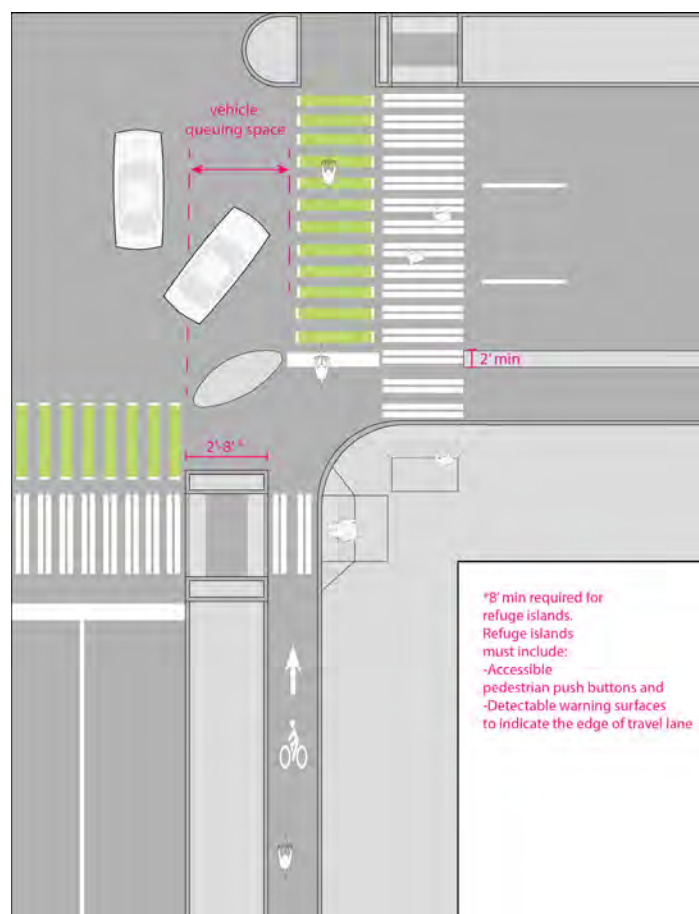 vehicle
queuing space
2' min
2'-8' *
*8' min required for
refuge islands.
Refuge islands
must include:
-Accessible
pedestrian push buttons and
-Detectable warning surfaces
to indicate the edge of travel lane